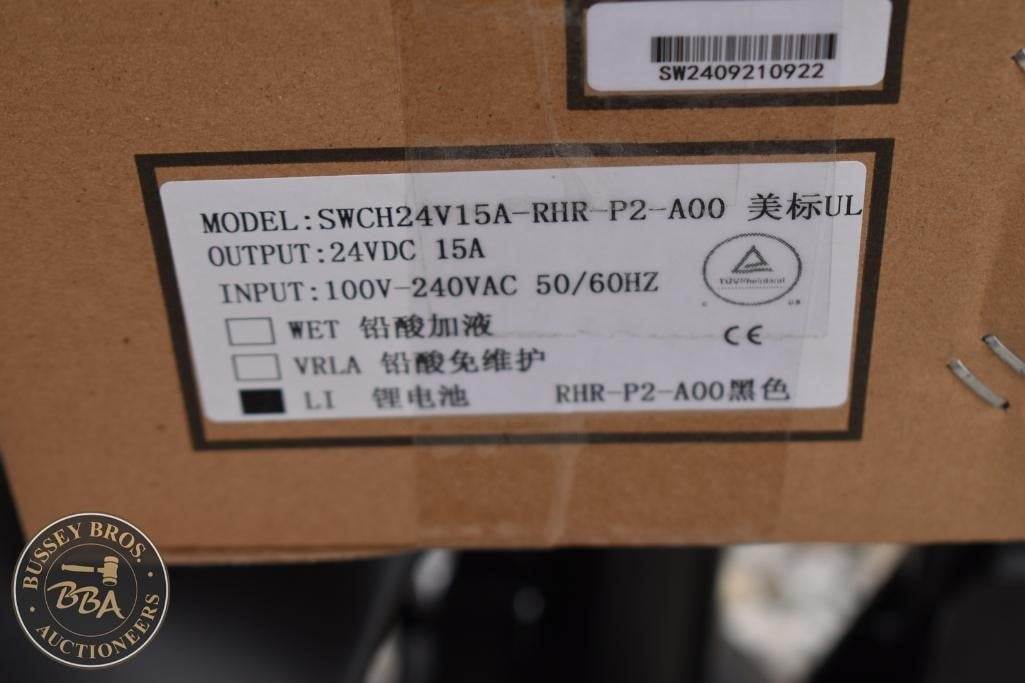 SW2409210922
MODEL:SWCH24V15A-RHR-P2-A00 美标UL
OUTPUT:24VDC 15A
INPUT:100V-240VAC 50/60HZ
TÜVRheinland
C US
WET 铅酸加液
CE
VRLA 铅酸免维护
LI 锂电池 RHR-P2-A00黑色
BUSSEY BROS.
BBA
AUCTIONEERS